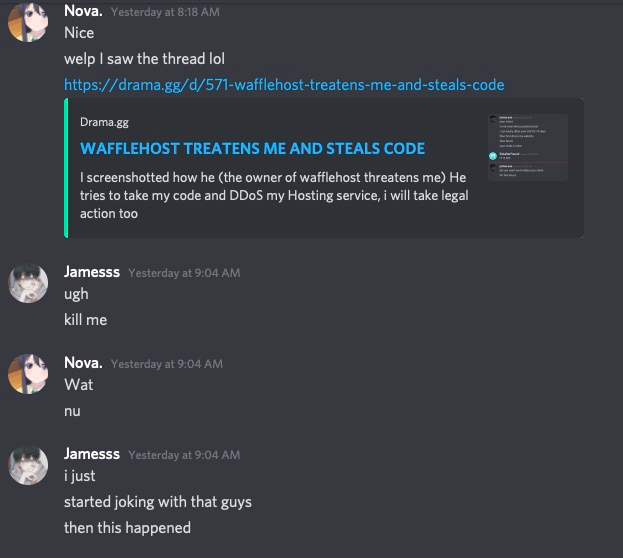 Nova. Yesterday at 8:18 AM
Nice
welp I saw the thread lol
https://drama.gg/d/571-wafflehost-treatens-me-and-steals-code
Drama.gg
WAFFLEHOST TREATENS ME AND STEALS CODE
I screenshotted how he (the owner of wafflehost threatens me) He
tries to take my code and DDoS my Hosting service, i will take legal
action too
Jamesss Yesterday at 9:04 AM
ugh
kill me
Nova. Yesterday at 9:04 AM
Wat
nu
Jamesss Yesterday at 9:04 AM
i just
started joking with that guys
then this happened